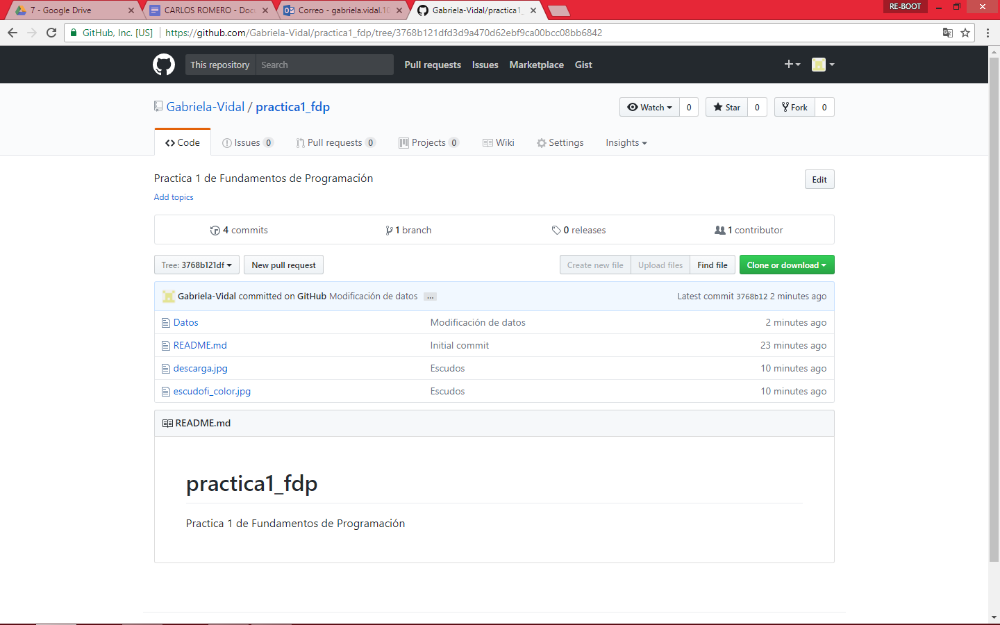 7 - Google Drive
CARLOS ROMERO - Docu
Correo - gabriela.vidal.10
Gabriela-Vidal/practica1_
RE-BOOT
GitHub, Inc. [US]
https://github.com/Gabriela-Vidal/practica1_fdp/tree/3768b121dfd3d9a470d62ebf9ca00bcc08bb6842
This repository
Search
Pull requests
Issues
Marketplace
Gist
Gabriela-Vidal / practica1_fdp
Watch 0
Star 0
Fork 0
Code
Issues 0
Pull requests 0
Projects 0
Wiki
Settings
Insights
Practica 1 de Fundamentos de Programación
Edit
Add topics
4 commits
1 branch
0 releases
1 contributor
Tree: 3768b121df
New pull request
Create new file
Upload files
Find file
Clone or download
Gabriela-Vidal committed on GitHub Modificación de datos ...
Latest commit 3768b12 2 minutes ago
Datos Modificación de datos 2 minutes ago
README.md Initial commit 23 minutes ago
descarga.jpg Escudos 10 minutes ago
escudofi_color.jpg Escudos 10 minutes ago
README.md
practica1_fdp
Practica 1 de Fundamentos de Programación